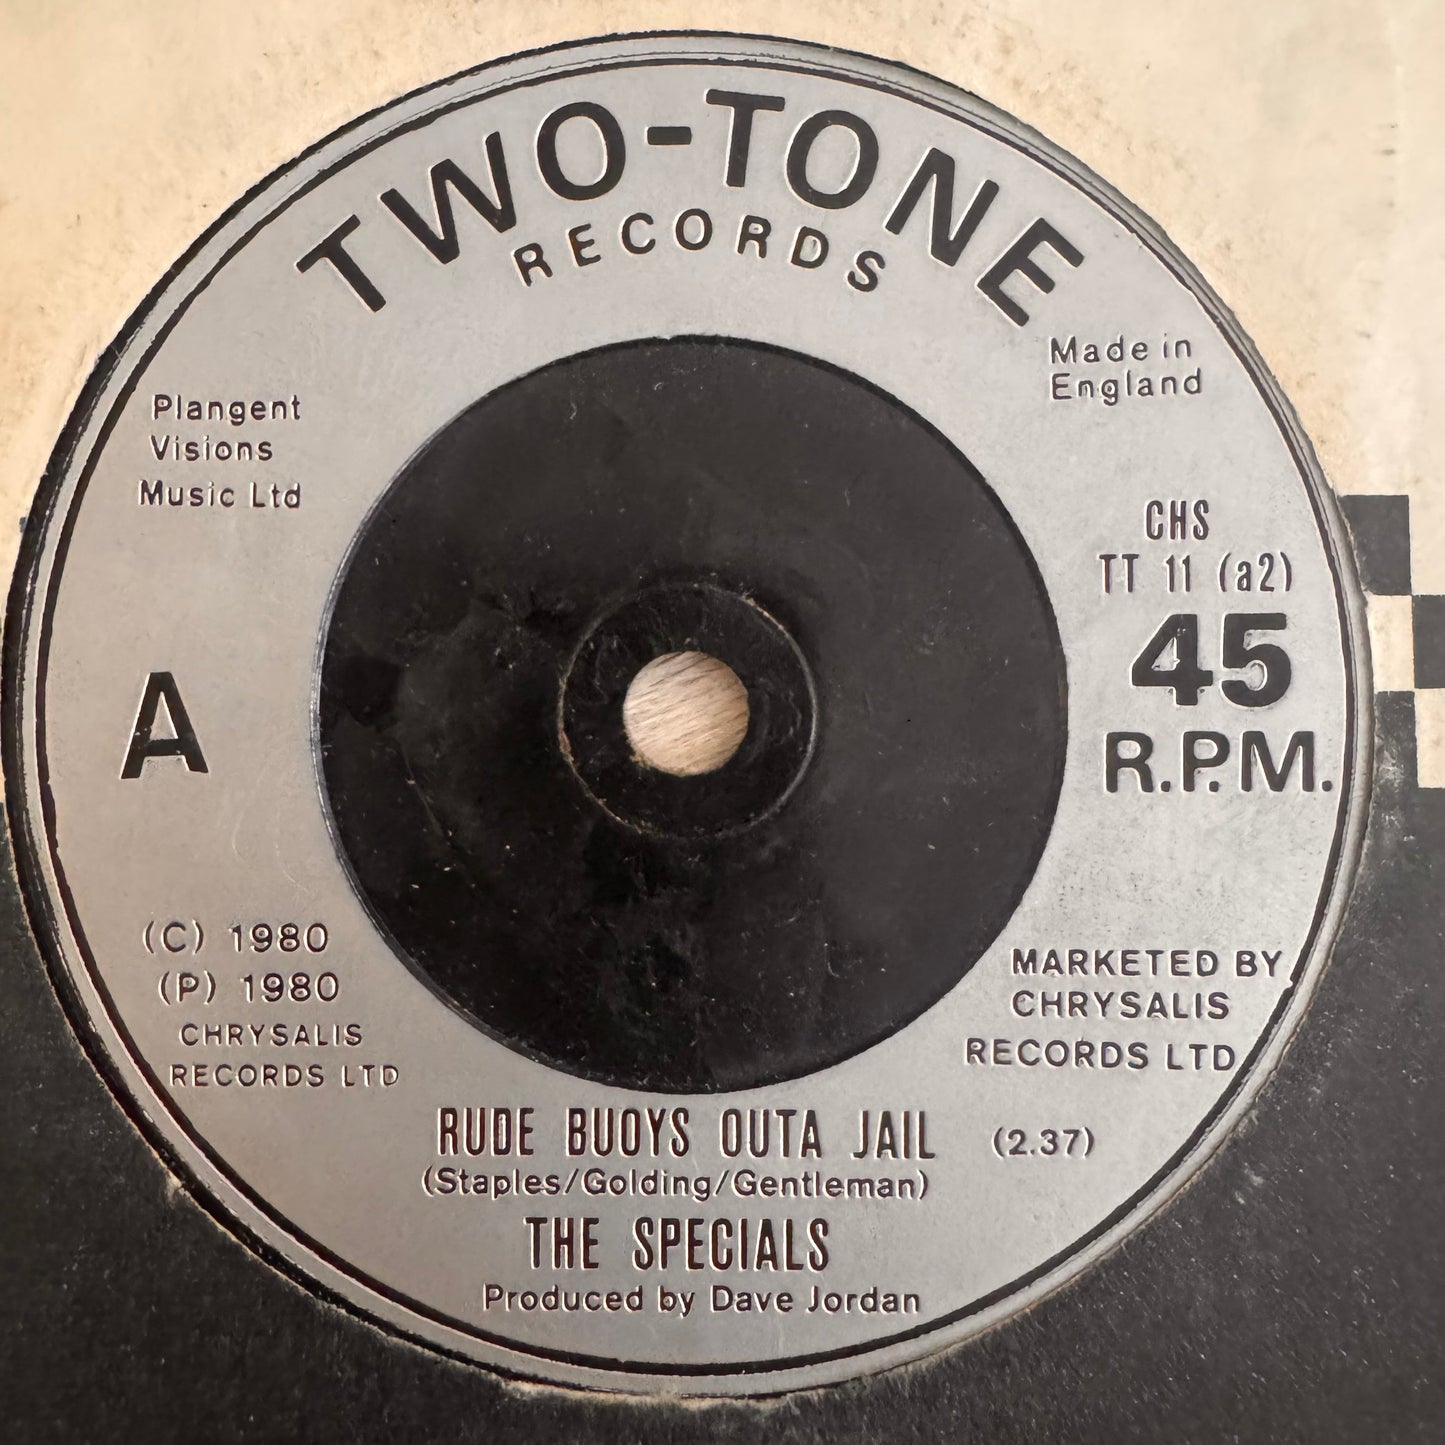 TWO-TONE
RECORDS
Made in
England
Plangent
Visions
Music Ltd
CHS
TT 11 (a2)
45
R.P.M.
A
(C) 1980
(P) 1980
CHRYSALIS
RECORDS LTD
MARKETED BY
CHRYSALIS
RECORDS LTD
RUDE BUOYS OUTA JAIL (2.37)
(Staples/Golding/Gentleman)
THE SPECIALS
Produced by Dave Jordan